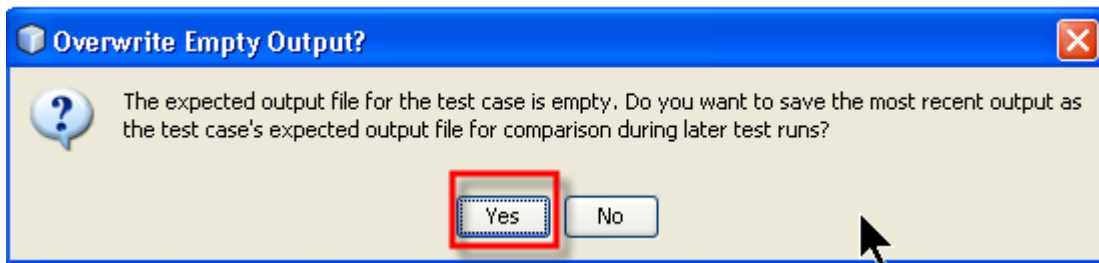 Overwrite Empty Output?
The expected output file for the test case is empty. Do you want to save the most recent output as
the test case's expected output file for comparison during later test runs?
Yes No